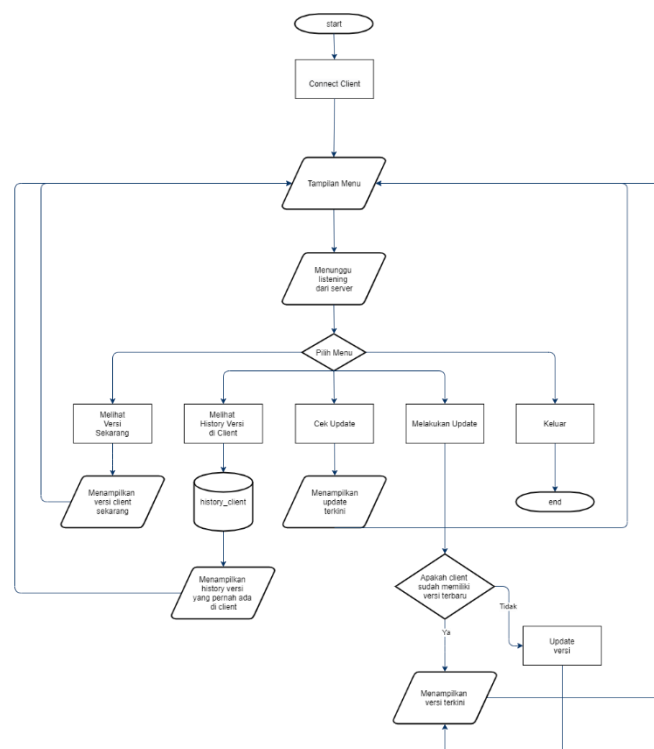 start
Connect Client
Tampilan Menu
Menunggu
listening
dari server
Pilih Menu
Melihat
Versi
Sekarang
Melihat
History Versi
di Client
Cek Update
Melakukan Update
Keluar
Menampilkan
versi client
sekarang
history_client
Menampilkan
update
terkini
end
Menampilkan
history versi
yang pernah ada
di client
Apakah client
sudah memiliki
versi terbaru
Tidak
Ya
Update
versi
Menampilkan
versi terkini